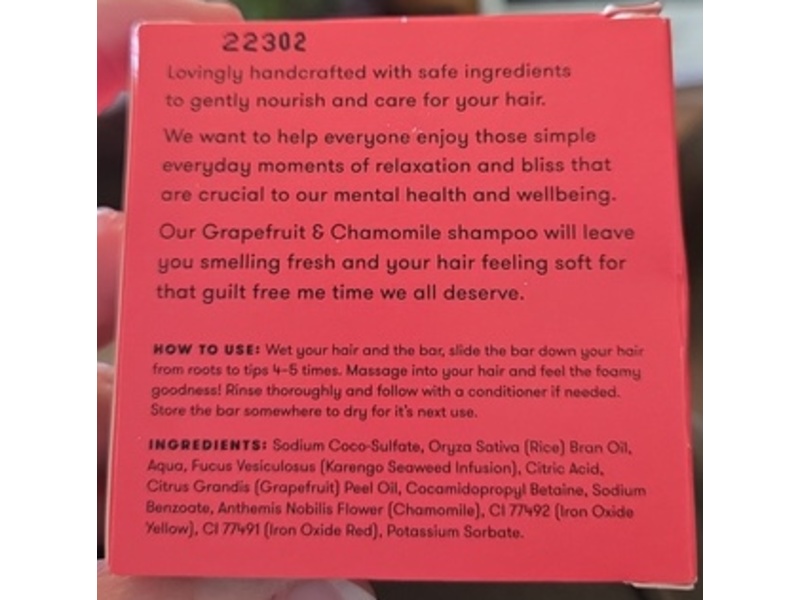 22302
Lovingly handcrafted with safe ingredients
to gently nourish and care for your hair.
We want to help everyone enjoy those simple
everyday moments of relaxation and bliss that
are crucial to our mental health and wellbeing.
Our Grapefruit & Chamomile shampoo will leave
you smelling fresh and your hair feeling soft for
that guilt free me time we all deserve.
HOW TO USE: Wet your hair and the bar, slide the bar down your hair
from roots to tips 4-5 times. Massage into your hair and feel the foamy
goodness! Rinse thoroughly and follow with a conditioner if needed.
Store the bar somewhere to dry for it's next use.
INGREDIENTS: Sodium Coco-Sulfate, Oryza Sativa (Rice) Bran Oil,
Aqua, Fucus Vesiculosus (Karengo Seaweed Infusion), Citric Acid,
Citrus Grandis (Grapefruit) Peel Oil, Cocamidopropyl Betaine, Sodium
Benzoate, Anthemis Nobilis Flower (Chamomile), CI 77492 (Iron Oxide
Yellow), CI 77491 (Iron Oxide Red), Potassium Sorbate.